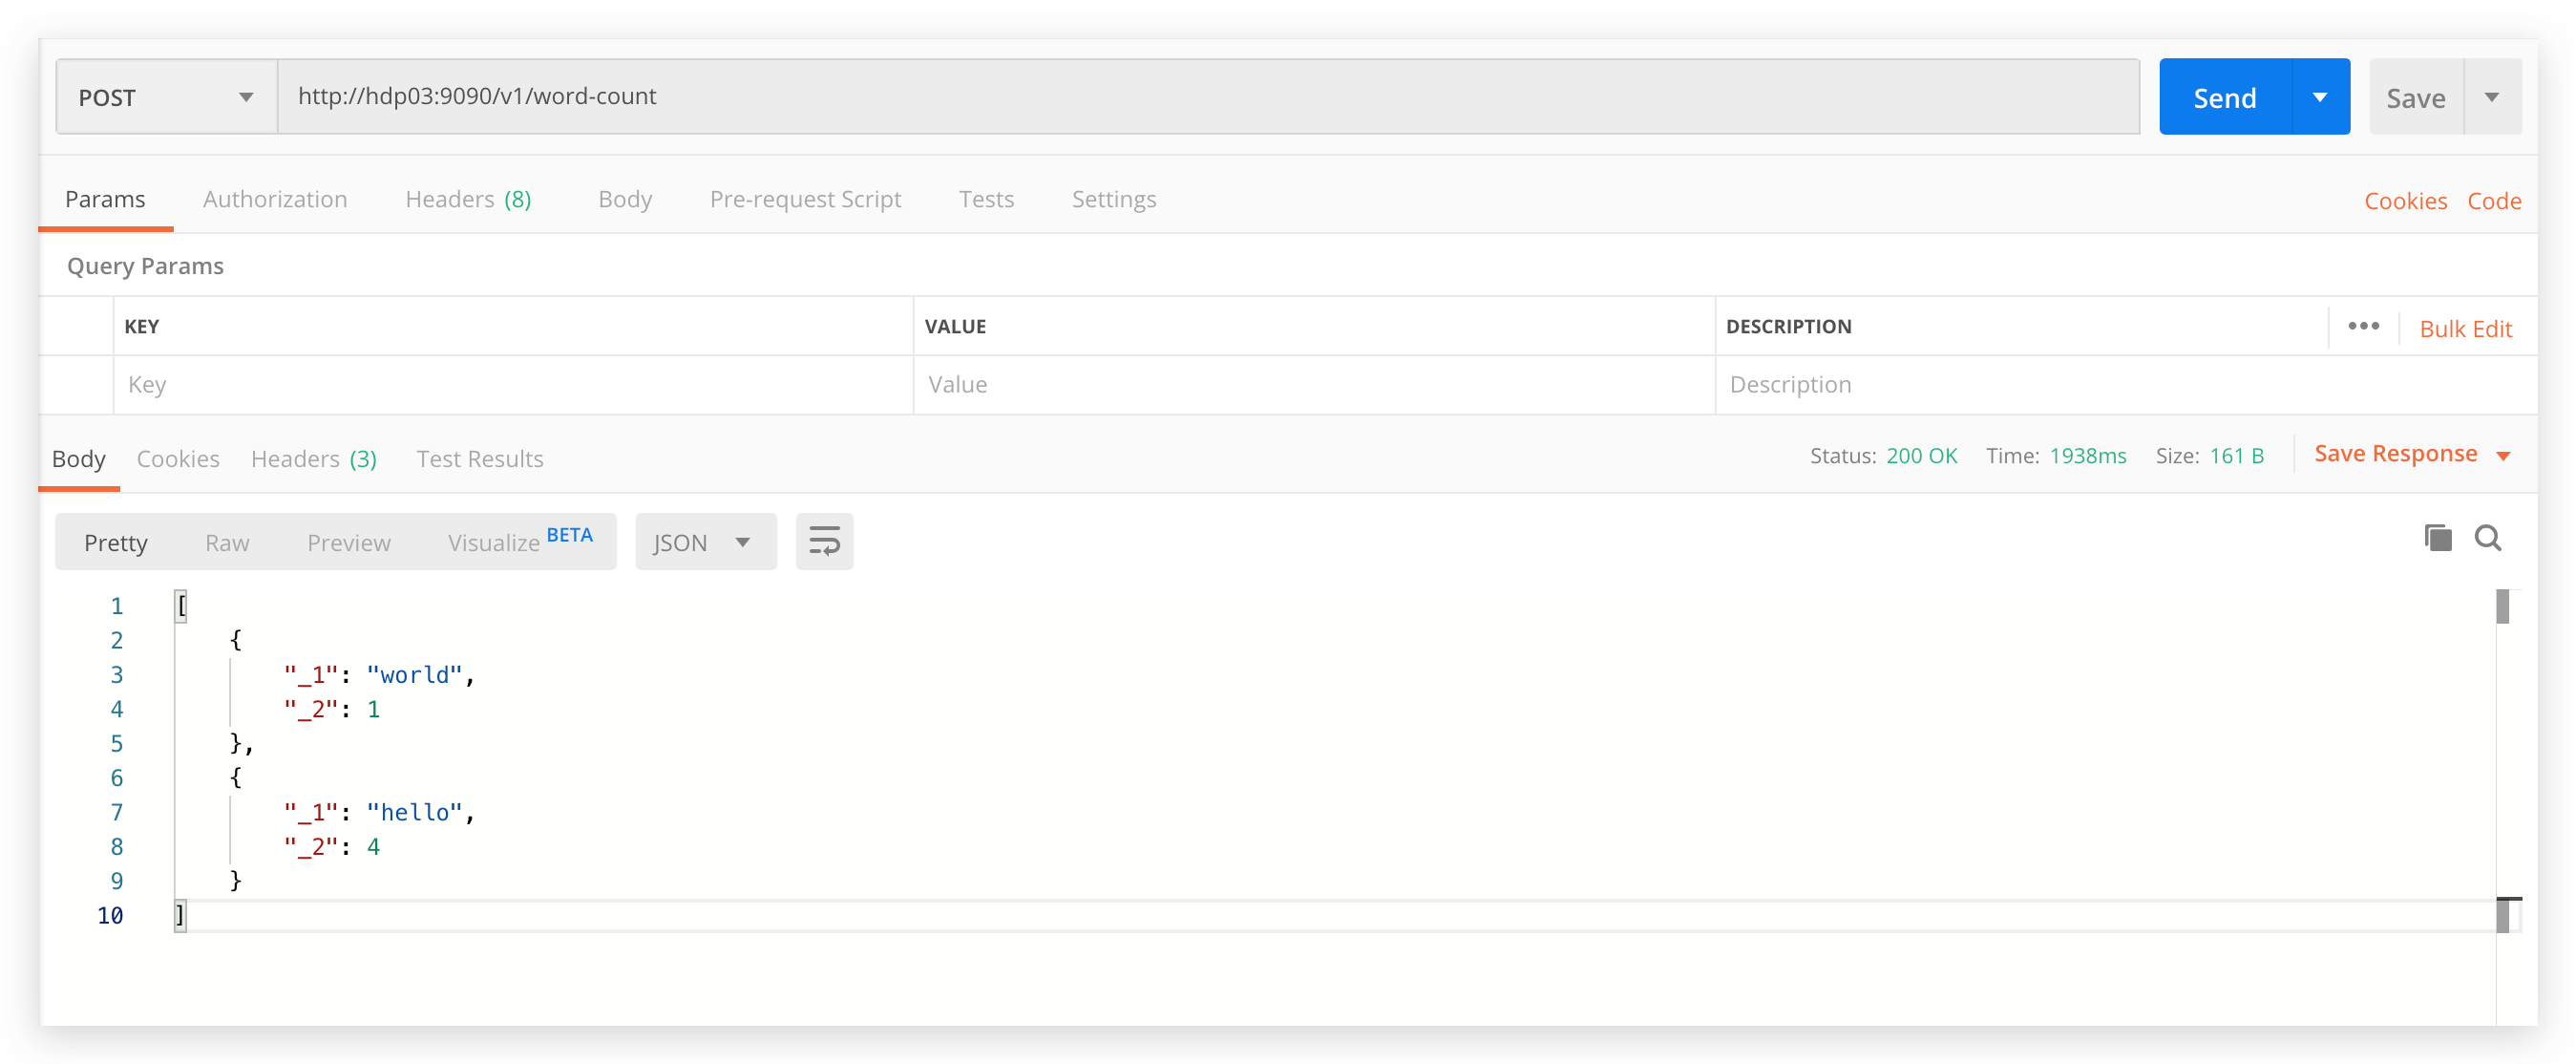 POST http://hdp03:9090/v1/word-count Send Save
Params Authorization Headers (8) Body Pre-request Script Tests Settings Cookies Code
Query Params
KEY VALUE DESCRIPTION ••• Bulk Edit
Key Value Description
Body Cookies Headers (3) Test Results Status: 200 OK Time: 1938ms Size: 161 B Save Response
Pretty Raw Preview Visualize BETA JSON
1 [
2 {
3 "_1": "world",
4 "_2": 1
5 },
6 {
7 "_1": "hello",
8 "_2": 4
9 }
10 ]